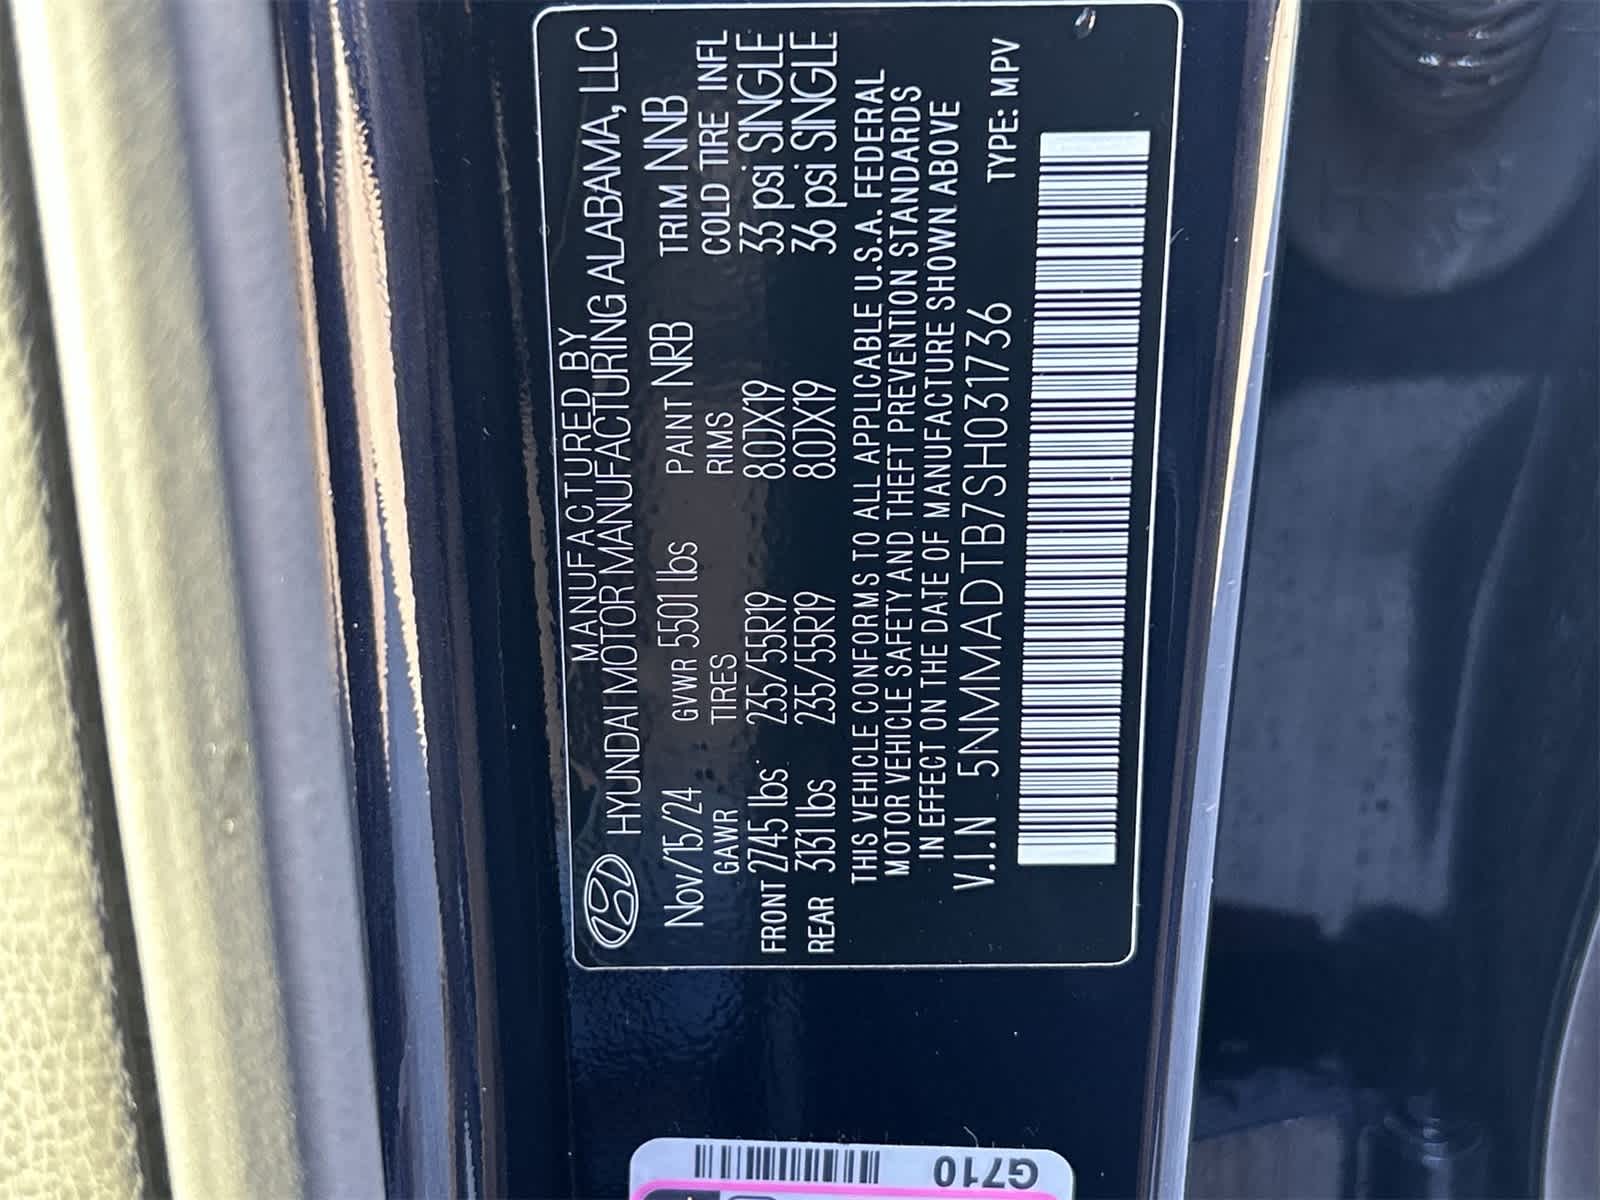 MANUFACTURED BY
HYUNDAI MOTOR MANUFACTURING ALABAMA, LLC
Nov/15/24 GVWR 5501 lbs PAINT NRB TRIM NNB
GAWR TIRES RIMS COLD TIRE INFL
FRONT 2745 lbs 235/55R19 8.0JX19 33 psi SINGLE
REAR 3131 lbs 235/55R19 8.0JX19 36 psi SINGLE
THIS VEHICLE CONFORMS TO ALL APPLICABLE U.S.A. FEDERAL
MOTOR VEHICLE SAFETY AND THEFT PREVENTION STANDARDS
IN EFFECT ON THE DATE OF MANUFACTURE SHOWN ABOVE
V.I.N 5NMMADTB7SH031736 TYPE: MPV
G710